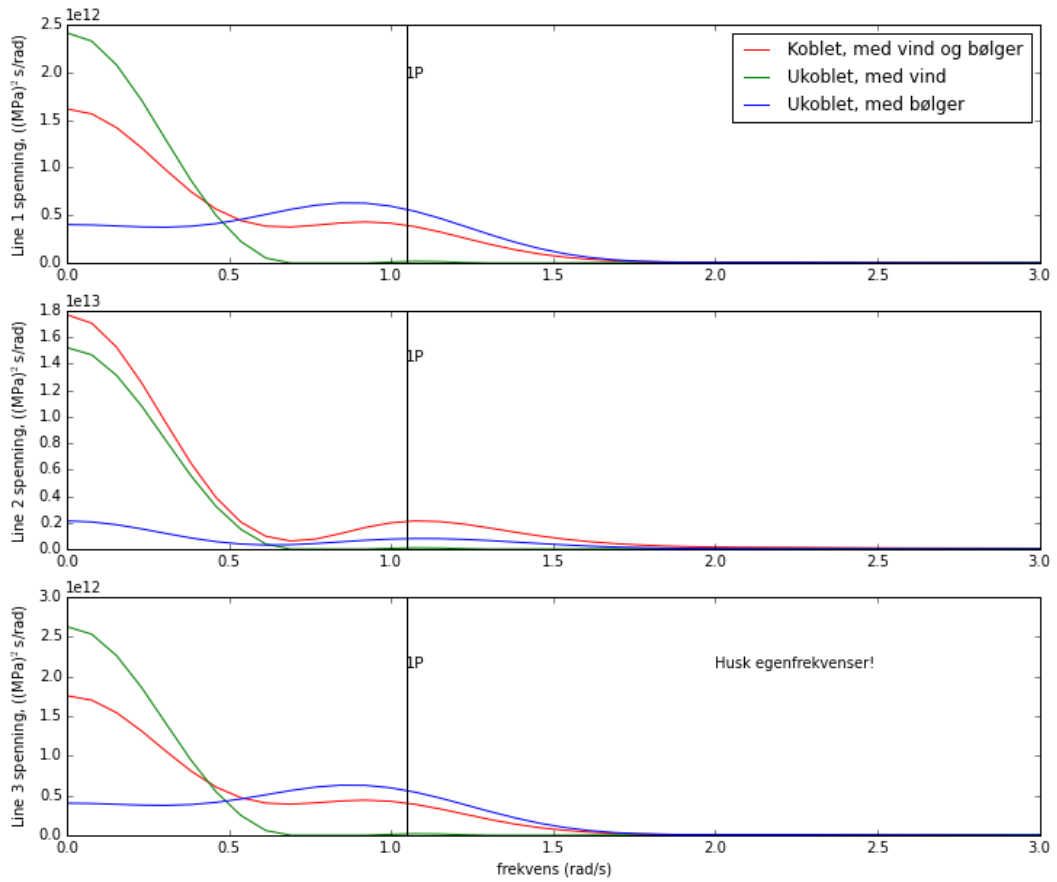 1e12
Line 1 spenning, ((MPa)² s/rad)
2.5
2.0
1.5
1.0
0.5
0.0
1P
Koblet, med vind og bølger
Ukoblet, med vind
Ukoblet, med bølger
0.0 0.5 1.0 1.5 2.0 2.5 3.0
1e13
Line 2 spenning, ((MPa)² s/rad)
1.8
1.6
1.4
1.2
1.0
0.8
0.6
0.4
0.2
0.0
1P
0.0 0.5 1.0 1.5 2.0 2.5 3.0
1e12
Line 3 spenning, ((MPa)² s/rad)
3.0
2.5
2.0
1.5
1.0
0.5
0.0
1P
Husk egenfrekvenser!
0.0 0.5 1.0 1.5 2.0 2.5 3.0
frekvens (rad/s)